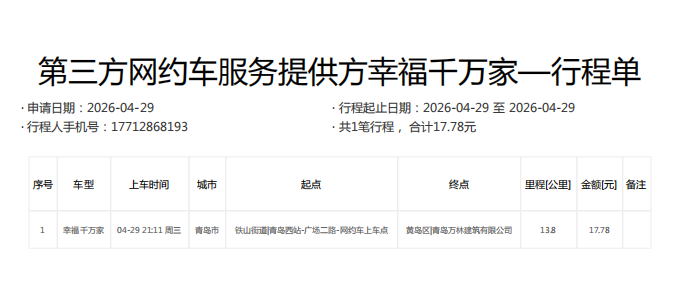 第三方网约车服务提供方幸福千万家—行程单
· 申请日期：2026-04-29 · 行程起止日期：2026-04-29 至 2026-04-29
· 行程人手机号：17712868193 · 共1笔行程， 合计17.78元
序号 车型 上车时间 城市 起点 终点 里程[公里] 金额[元] 备注
1 幸福千万家 04-29 21:11 周三 青岛市 铁山街道|青岛西站-广场二路-网约车上车点 黄岛区|青岛万林建筑有限公司 13.8 17.78